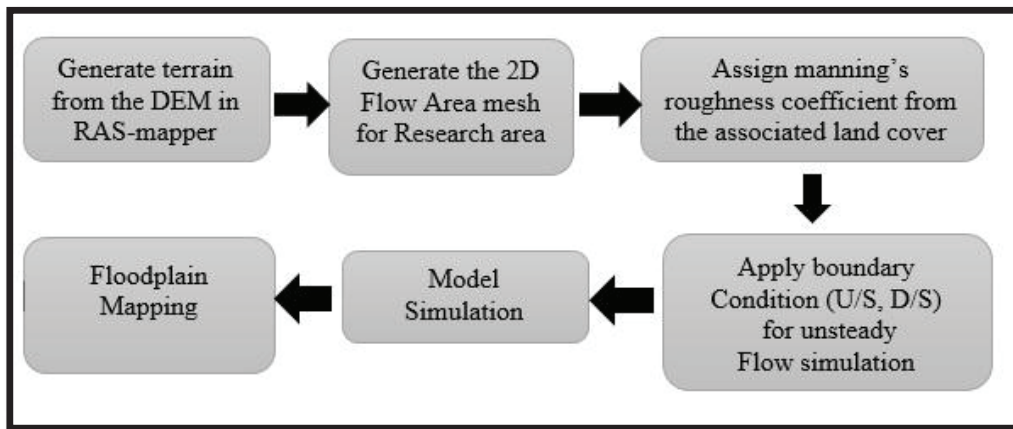 Generate terrain
from the DEM in
RAS-mapper
Generate the 2D
Flow Area mesh
for Research area
Assign manning's
roughness coefficient from
the associated land cover
Apply boundary
Condition (U/S, D/S)
for unsteady
Flow simulation
Model
Simulation
Floodplain
Mapping